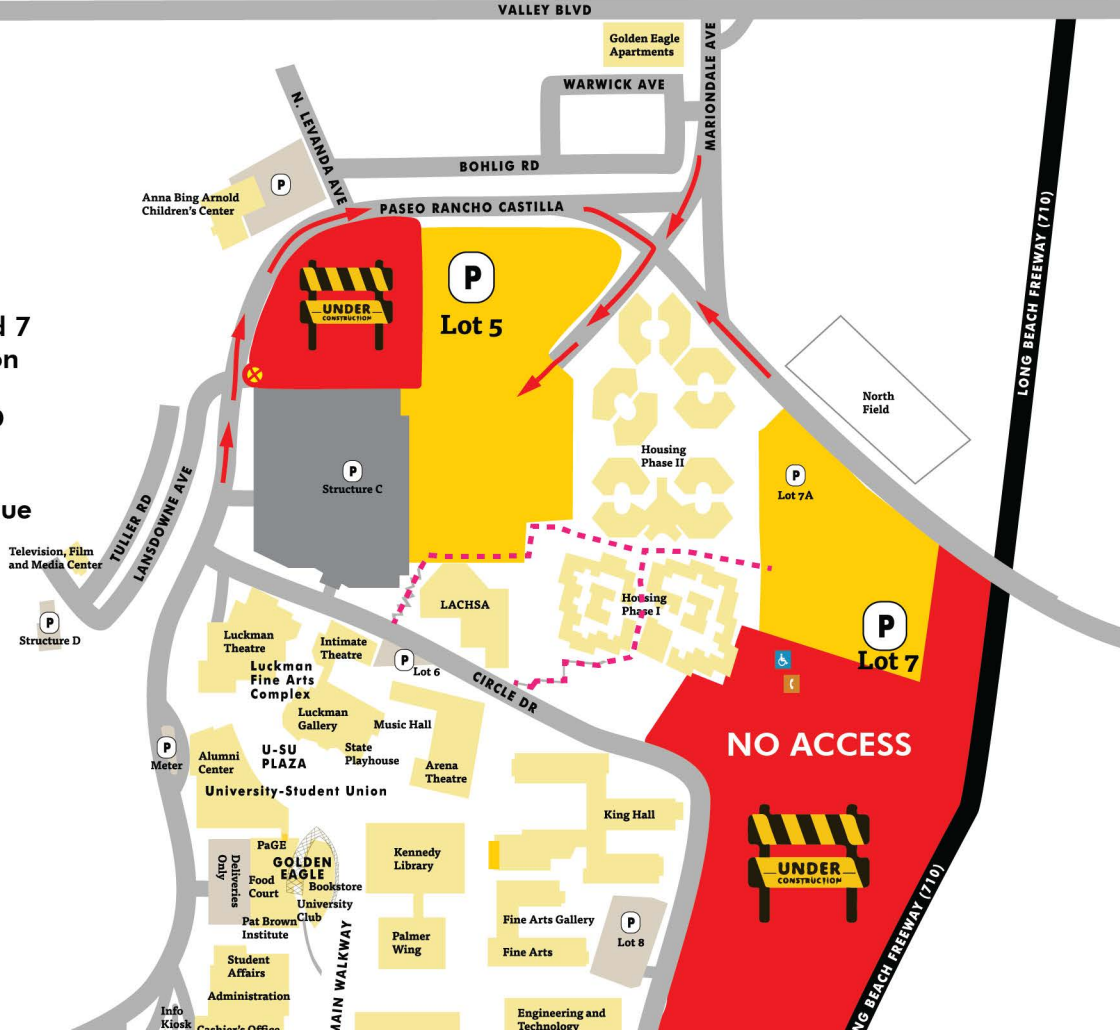 VALLEY BLVD
Golden Eagle
Apartments
MARIONDALE AVE
WARWICK AVE
N. LEVANDA AVE
BOHLIG RD
P
Anna Bing Arnold
Children's Center
PASEO RANCHO CASTILLA
LONG BEACH FREEWAY (710)
UNDER
CONSTRUCTION
P
Lot 5
7
on
North
Field
Housing
Phase II
P
Structure C
P
Lot 7A
ue
TULLER RD
LANSDOWNE AVE
Television, Film
and Media Center
P
Structure D
LACHSA
Housing
Phase I
P
Lot 7
Luckman
Theatre
Intimate
Theatre
P
Lot 6
Luckman
Fine Arts
Complex
CIRCLE DR
Luckman
Gallery
Music Hall
State
Playhouse
NO ACCESS
P
Meter
Alumni
Center
U-SU
PLAZA
Arena
Theatre
University-Student Union
King Hall
UNDER
CONSTRUCTION
PaGE
GOLDEN
EAGLE
Deliveries
Only
Food
Court
Bookstore
University
Club
Pat Brown
Institute
Kennedy
Library
Palmer
Wing
Fine Arts Gallery
Fine Arts
P
Lot 8
NG BEACH FREEWAY (710)
MAIN WALKWAY
Student
Affairs
Administration
Info
Kiosk
Cashier's Office
Engineering and
Technology